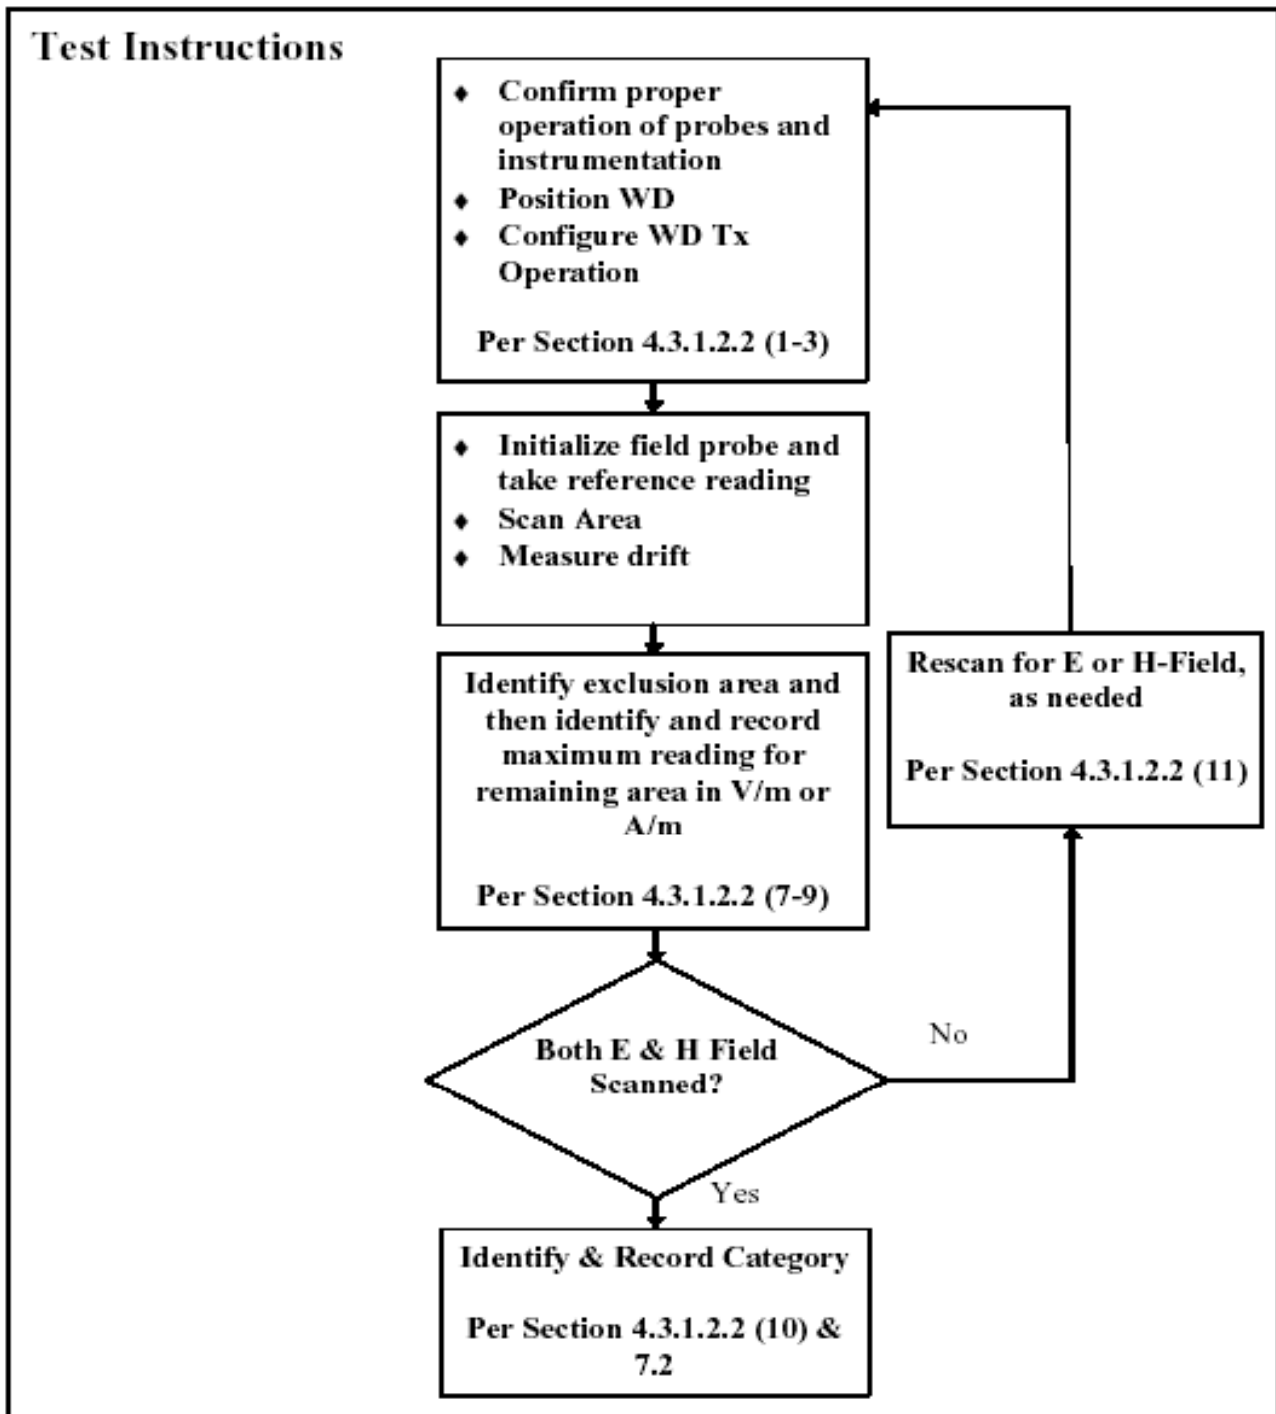 Test Instructions
♦ Confirm proper
operation of probes and
instrumentation
♦ Position WD
♦ Configure WD Tx
Operation
Per Section 4.3.1.2.2 (1-3)
♦ Initialize field probe and
take reference reading
♦ Scan Area
♦ Measure drift
Identify exclusion area and
then identify and record
maximum reading for
remaining area in V/m or
A/m
Per Section 4.3.1.2.2 (7-9)
Rescan for E or H-Field,
as needed
Per Section 4.3.1.2.2 (11)
Both E & H Field
Scanned?
No
Yes
Identify & Record Category
Per Section 4.3.1.2.2 (10) &
7.2